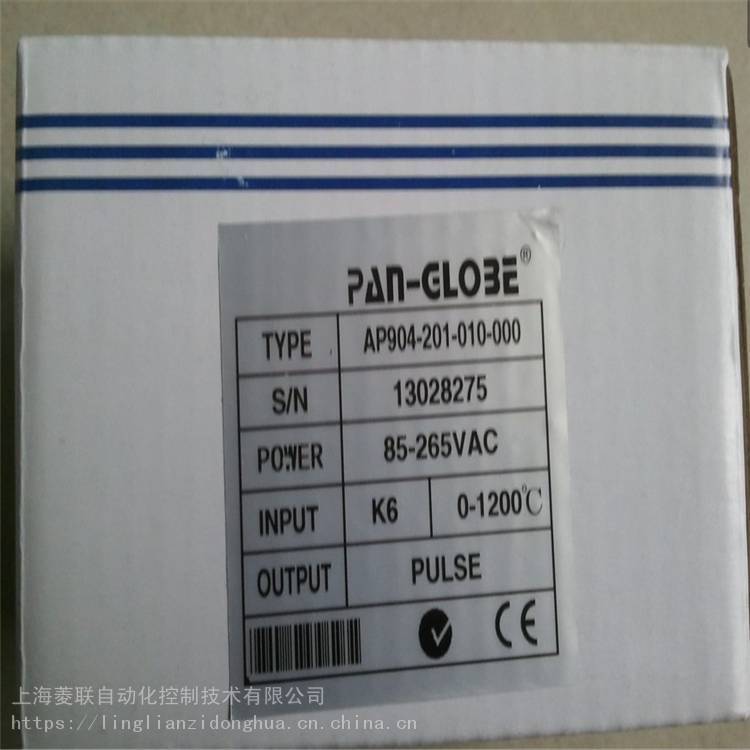 PAN-GLOBE®
TYPE AP904-201-010-000
S/N 13028275
POWER 85-265VAC
INPUT K6 0-1200℃
OUTPUT PULSE
CE
上海菱联自动化控制技术有限公司
https://linglianzidonghua.cn.china.cn/